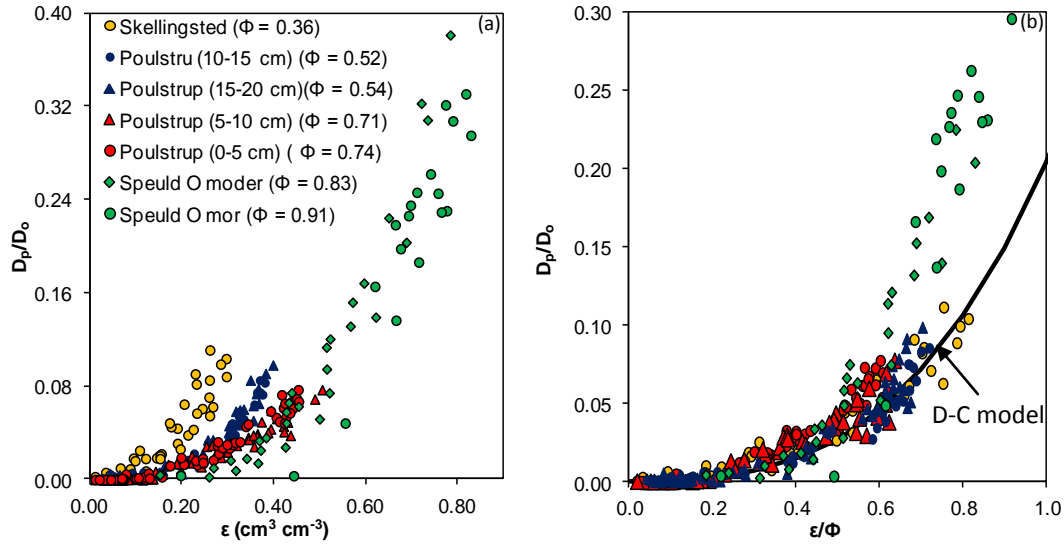 (a)
Skellingsted (Φ = 0.36)
Poulstru (10-15 cm) (Φ = 0.52)
Poulstrup (15-20 cm)(Φ = 0.54)
Poulstrup (5-10 cm) (Φ = 0.71)
Poulstrup (0-5 cm) ( Φ = 0.74)
Speuld O moder (Φ = 0.83)
Speuld O mor (Φ = 0.91)
0.40
0.32
0.24
0.16
0.08
0.00
Dp/Do
0.00 0.20 0.40 0.60 0.80
ε (cm³ cm⁻³)
(b)
0.30
0.25
0.20
0.15
0.10
0.05
0.00
Dp/Do
D-C model
0.0 0.2 0.4 0.6 0.8 1.0
ε/Φ